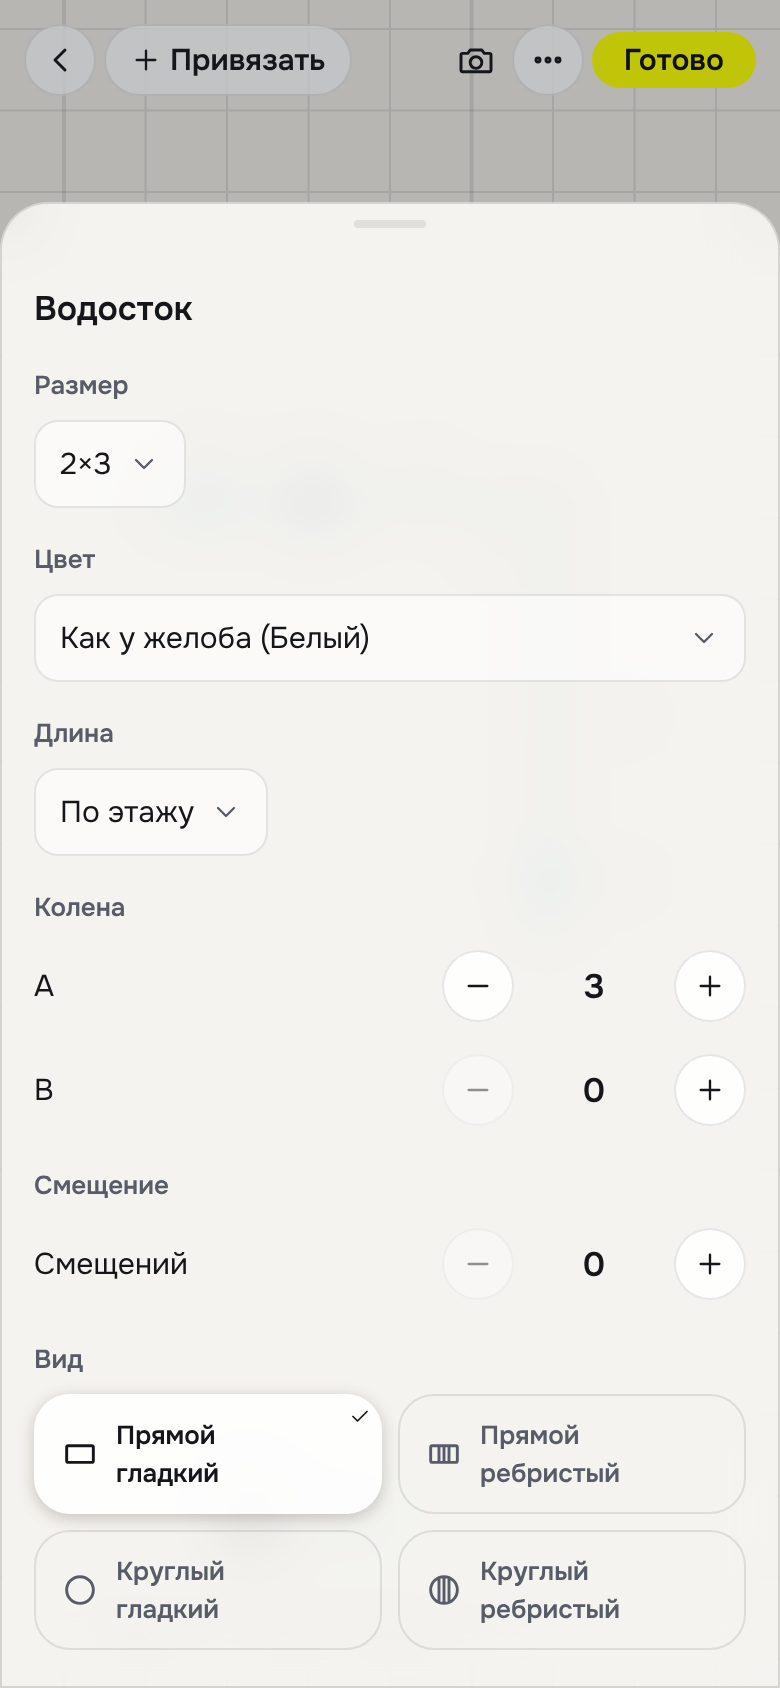 Привязать
Готово
Водосток
Размер
2×3
Цвет
Как у желоба (Белый)
Длина
По этажу
Колена
A
3
B
0
Смещение
Смещений
0
Вид
Прямой
гладкий
Прямой
ребристый
Круглый
гладкий
Круглый
ребристый